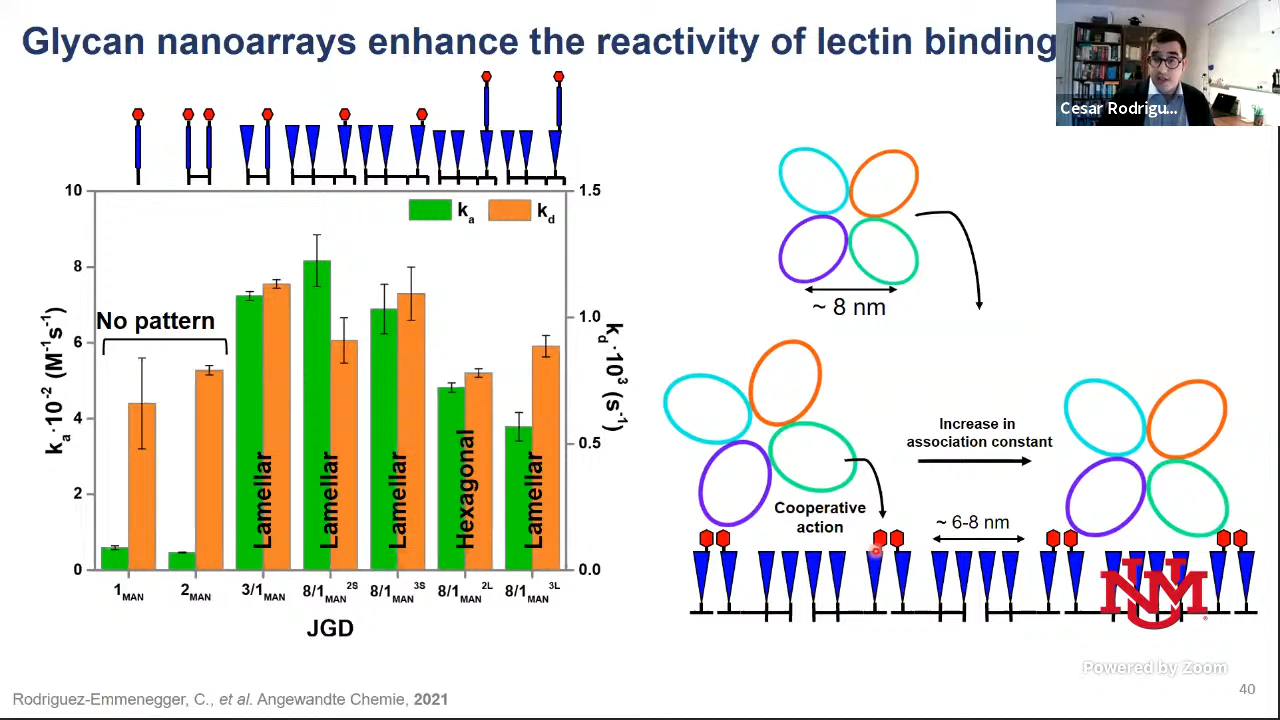 Glycan nanoarrays enhance the reactivity of lectin binding
Cesar Rodrigu...
10
8
6
4
2
0
kₐ·10⁻² (M⁻¹s⁻¹)
No pattern
kₐ
k_d
1.5
1.0
0.5
0.0
k_d·10³ (s⁻¹)
Lamellar
Lamellar
Lamellar
Hexagonal
Lamellar
1MAN
2MAN
3/1MAN
8/1MAN 2S
8/1MAN 3S
8/1MAN 2L
8/1MAN 3L
JGD
~ 8 nm
Increase in
association constant
Cooperative
action
~ 6-8 nm
NM
Powered by Zoom
Rodriguez-Emmenegger, C., et al. Angewandte Chemie, 2021
40